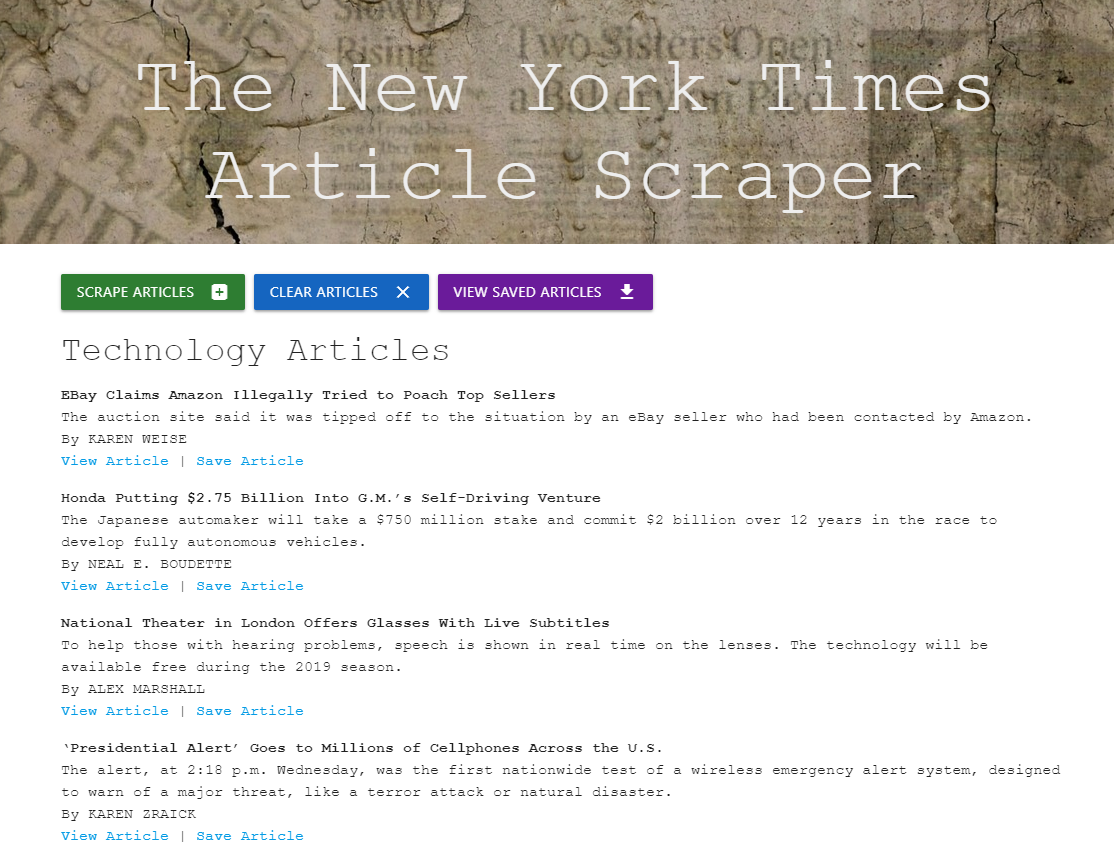 The New York Times
Article Scraper
SCRAPE ARTICLES
CLEAR ARTICLES
VIEW SAVED ARTICLES
Technology Articles
EBay Claims Amazon Illegally Tried to Poach Top Sellers
The auction site said it was tipped off to the situation by an eBay seller who had been contacted by Amazon.
By KAREN WEISE
View Article | Save Article
Honda Putting $2.75 Billion Into G.M.’s Self-Driving Venture
The Japanese automaker will take a $750 million stake and commit $2 billion over 12 years in the race to
develop fully autonomous vehicles.
By NEAL E. BOUDETTE
View Article | Save Article
National Theater in London Offers Glasses With Live Subtitles
To help those with hearing problems, speech is shown in real time on the lenses. The technology will be
available free during the 2019 season.
By ALEX MARSHALL
View Article | Save Article
‘Presidential Alert’ Goes to Millions of Cellphones Across the U.S.
The alert, at 2:18 p.m. Wednesday, was the first nationwide test of a wireless emergency alert system, designed
to warn of a major threat, like a terror attack or natural disaster.
By KAREN ZRAICK
View Article | Save Article